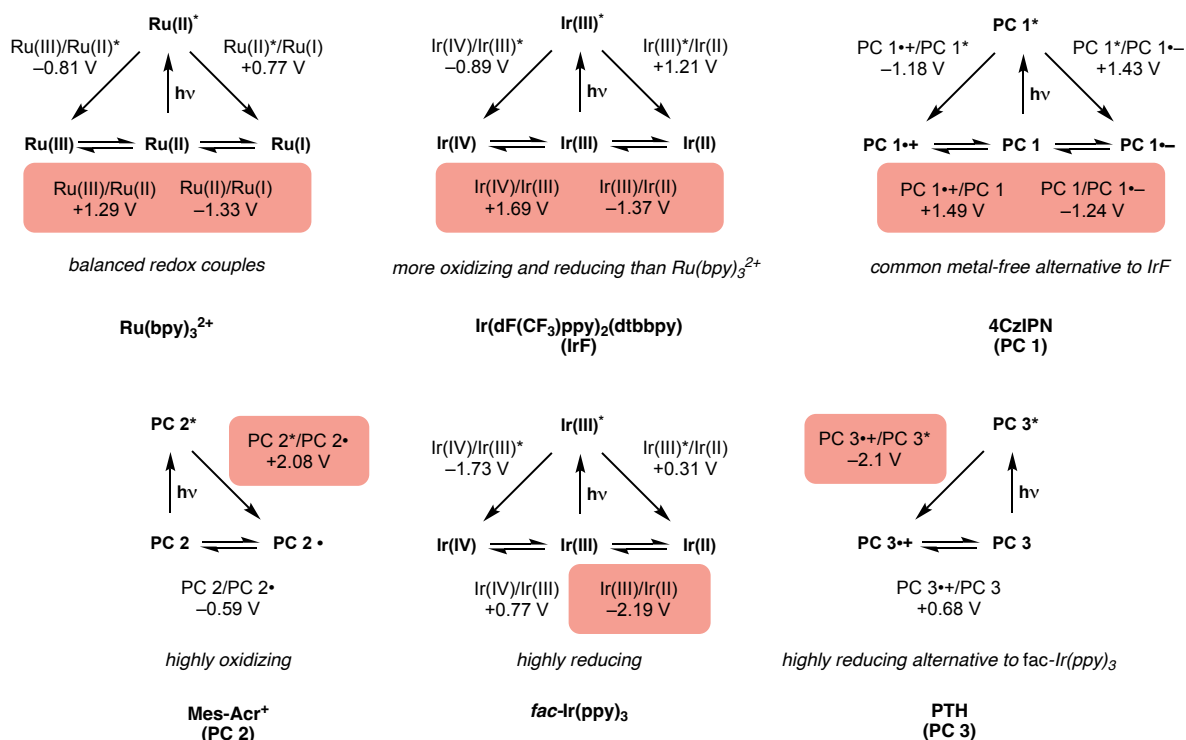 Ru(II)*
Ru(III)/Ru(II)*
–0.81 V
Ru(II)*/Ru(I)
+0.77 V
hν
Ru(III)
Ru(II)
Ru(I)
Ru(III)/Ru(II)
+1.29 V
Ru(II)/Ru(I)
–1.33 V
balanced redox couples
Ru(bpy)₃²⁺
Ir(III)*
Ir(IV)/Ir(III)*
–0.89 V
Ir(III)*/Ir(II)
+1.21 V
hν
Ir(IV)
Ir(III)
Ir(II)
Ir(IV)/Ir(III)
+1.69 V
Ir(III)/Ir(II)
–1.37 V
more oxidizing and reducing than Ru(bpy)₃²⁺
Ir(dF(CF₃)ppy)₂(dtbbpy)
(IrF)
PC 1*
PC 1•+/PC 1*
–1.18 V
PC 1*/PC 1•–
+1.43 V
hν
PC 1•+
PC 1
PC 1•–
PC 1•+/PC 1
+1.49 V
PC 1/PC 1•–
–1.24 V
common metal-free alternative to IrF
4CzIPN
(PC 1)
PC 2*
PC 2*/PC 2•
+2.08 V
hν
PC 2
PC 2 •
PC 2/PC 2•
–0.59 V
highly oxidizing
Mes-Acr⁺
(PC 2)
Ir(III)*
Ir(IV)/Ir(III)*
–1.73 V
Ir(III)*/Ir(II)
+0.31 V
hν
Ir(IV)
Ir(III)
Ir(II)
Ir(IV)/Ir(III)
+0.77 V
Ir(III)/Ir(II)
–2.19 V
highly reducing
fac-Ir(ppy)₃
PC 3•+/PC 3*
–2.1 V
PC 3*
hν
PC 3•+
PC 3
PC 3•+/PC 3
+0.68 V
highly reducing alternative to fac-Ir(ppy)₃
PTH
(PC 3)